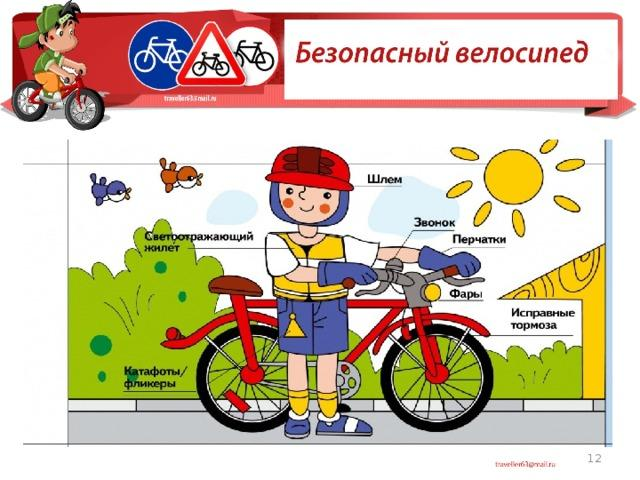 Безопасный велосипед
traveller63@mail.ru
Шлем
Звонок
Светоотражающий
жилет
Перчатки
Фары
Исправные
тормоза
Катафоты/
фликеры
traveller63@mail.ru
12